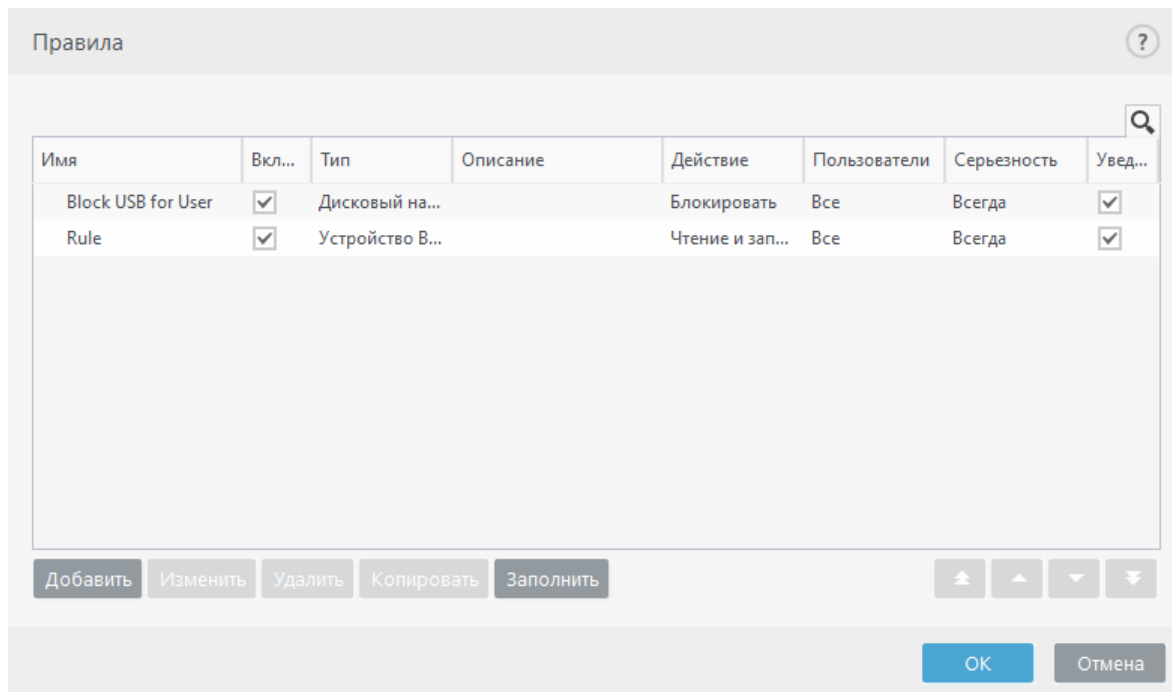 Правила
?
Имя Вкл... Тип Описание Действие Пользователи Серьезность Увед...
Block USB for User Дисковый на... Блокировать Все Всегда
Rule Устройство B... Чтение и зап... Все Всегда
Добавить Изменить Удалить Копировать Заполнить
OK Отмена